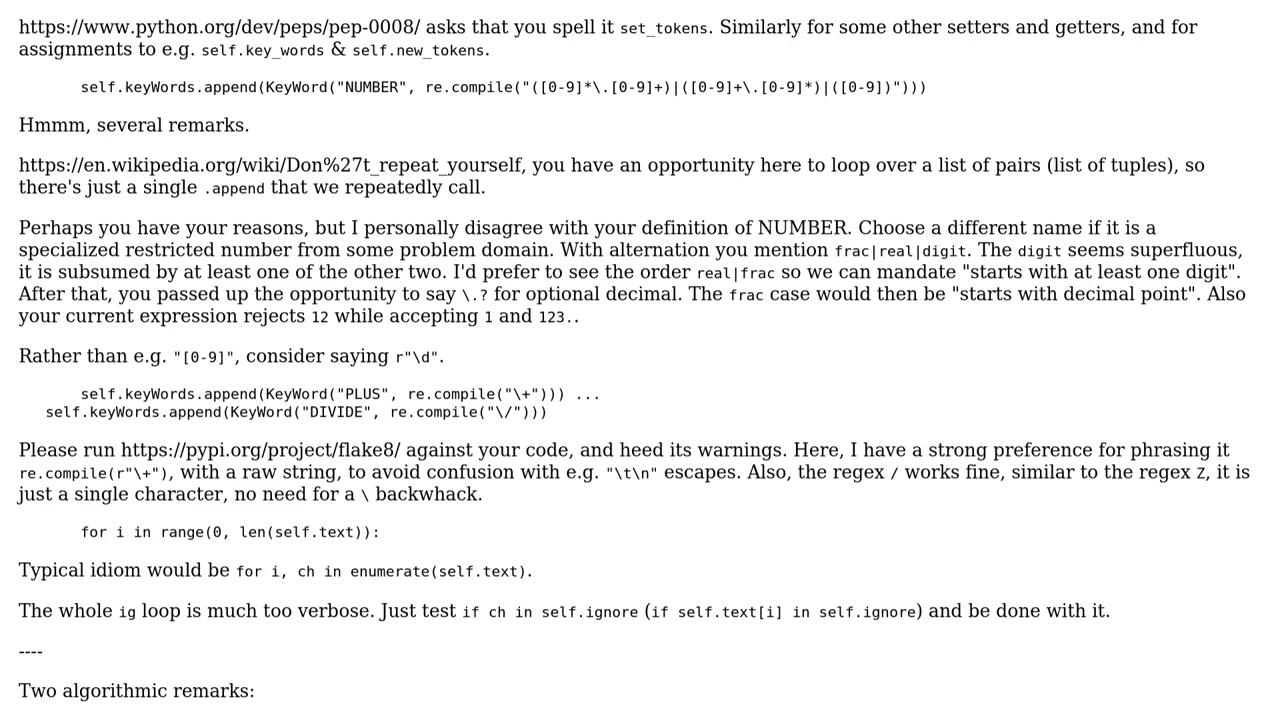 https://www.python.org/dev/peps/pep-0008/ asks that you spell it set_tokens. Similarly for some other setters and getters, and for
assignments to e.g. self.key_words & self.new_tokens.
self.keyWords.append(KeyWord("NUMBER", re.compile("([0-9]*\.[0-9]+)|([0-9]+\.[0-9]*)|([0-9])")))
Hmmm, several remarks.
https://en.wikipedia.org/wiki/Don%27t_repeat_yourself, you have an opportunity here to loop over a list of pairs (list of tuples), so
there's just a single .append that we repeatedly call.
Perhaps you have your reasons, but I personally disagree with your definition of NUMBER. Choose a different name if it is a
specialized restricted number from some problem domain. With alternation you mention frac|real|digit. The digit seems superfluous,
it is subsumed by at least one of the other two. I'd prefer to see the order real|frac so we can mandate "starts with at least one digit".
After that, you passed up the opportunity to say \.? for optional decimal. The frac case would then be "starts with decimal point". Also
your current expression rejects 12 while accepting 1 and 123..
Rather than e.g. "[0-9]", consider saying r"\d".
self.keyWords.append(KeyWord("PLUS", re.compile("\+"))) ...
self.keyWords.append(KeyWord("DIVIDE", re.compile("\/")))
Please run https://pypi.org/project/flake8/ against your code, and heed its warnings. Here, I have a strong preference for phrasing it
re.compile(r"\+"), with a raw string, to avoid confusion with e.g. "\t\n" escapes. Also, the regex / works fine, similar to the regex Z, it is
just a single character, no need for a \ backwhack.
for i in range(0, len(self.text)):
Typical idiom would be for i, ch in enumerate(self.text).
The whole ig loop is much too verbose. Just test if ch in self.ignore (if self.text[i] in self.ignore) and be done with it.
----
Two algorithmic remarks: